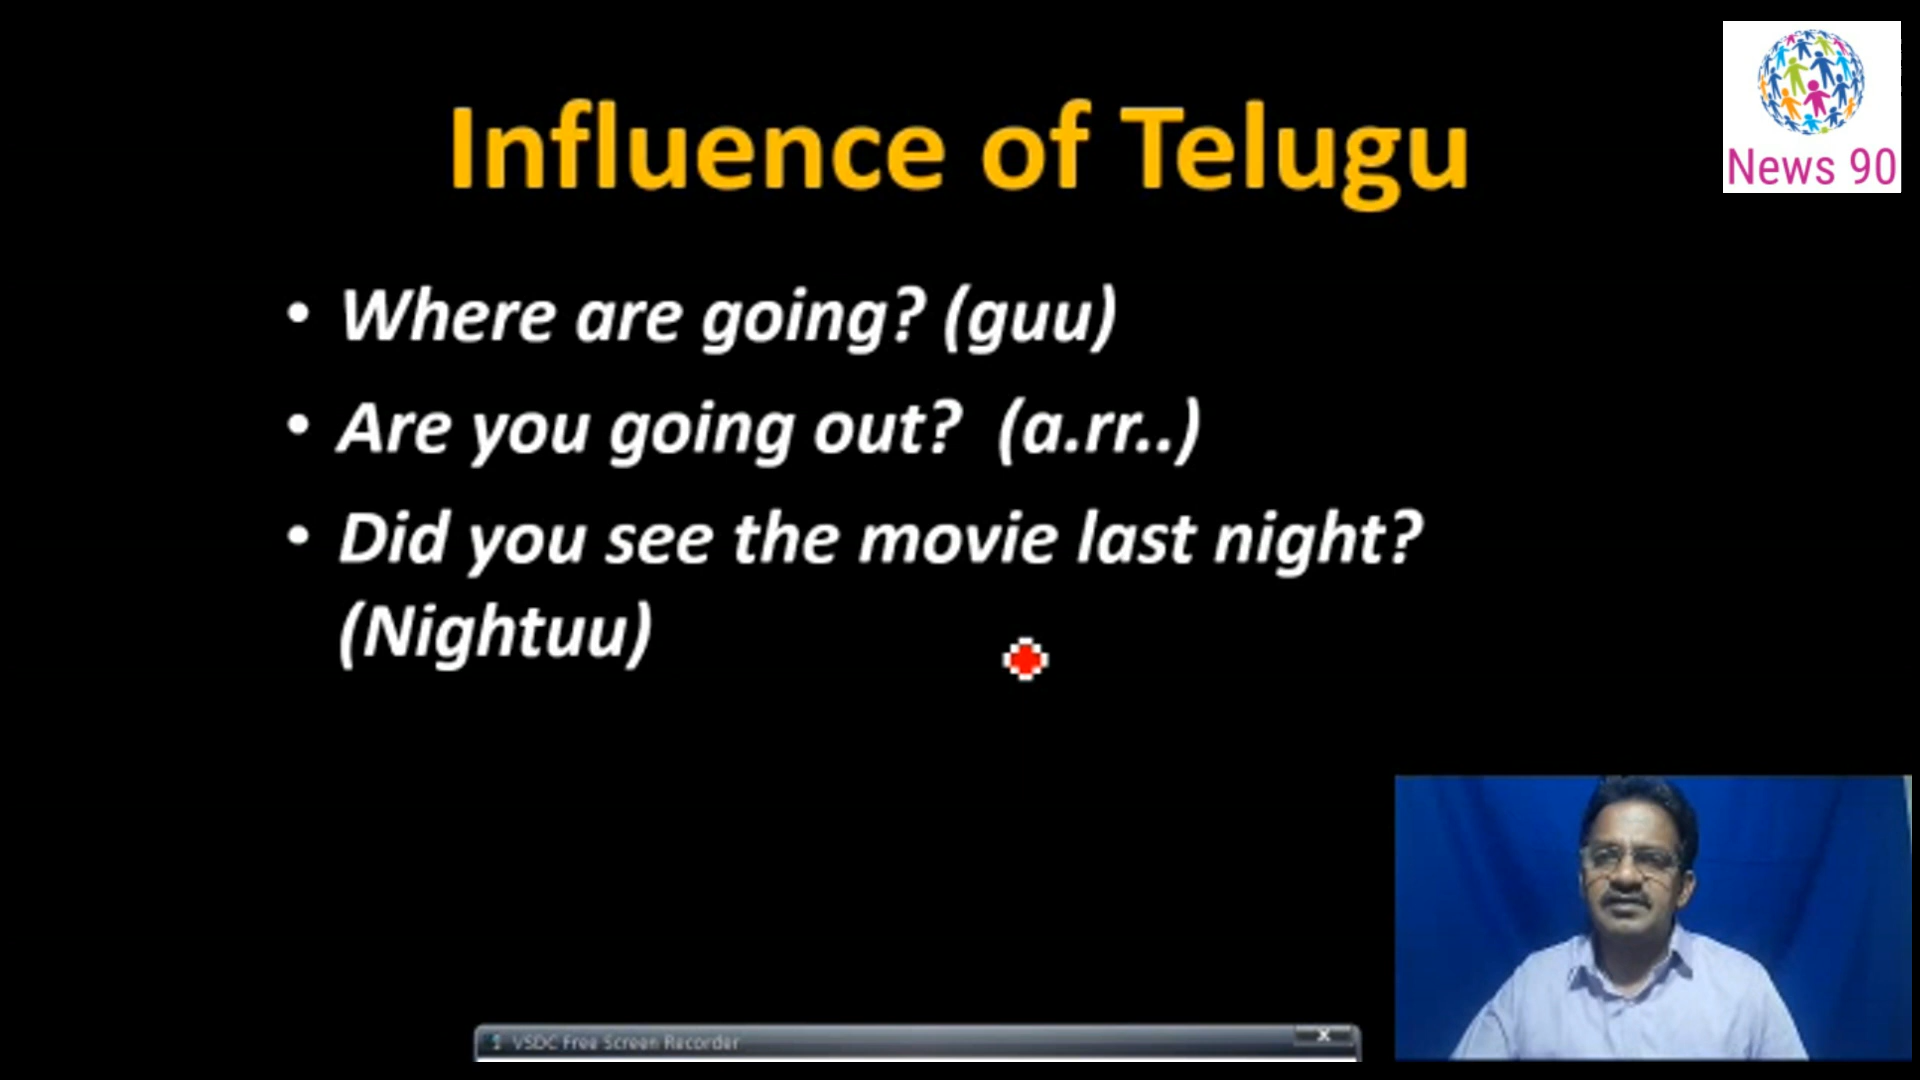 Influence of Telugu
News 90
• Where are going? (guu)
• Are you going out? (a.rr..)
• Did you see the movie last night?
(Nightuu)
VSDC Free Screen Recorder